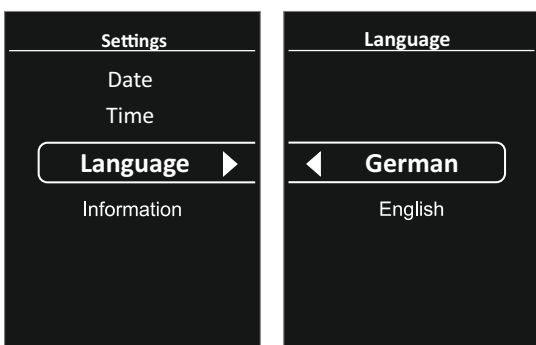 Settings
Date
Time
Language
Information
Language
German
English